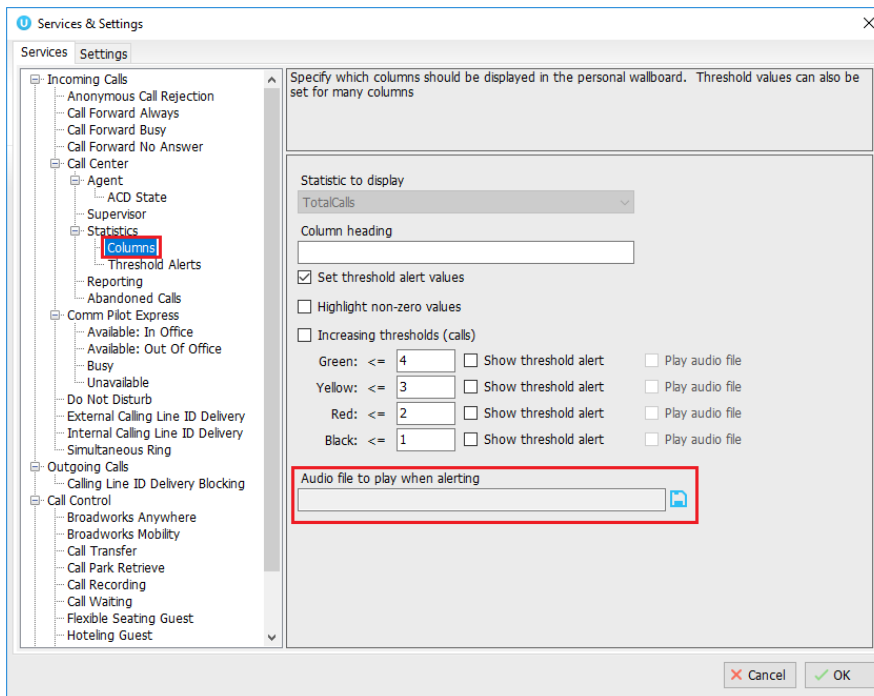 Services & Settings
Services Settings
Incoming Calls
Anonymous Call Rejection
Call Forward Always
Call Forward Busy
Call Forward No Answer
Call Center
Agent
ACD State
Supervisor
Statistics
Columns
Threshold Alerts
Reporting
Abandoned Calls
Comm Pilot Express
Available: In Office
Available: Out Of Office
Busy
Unavailable
Do Not Disturb
External Calling Line ID Delivery
Internal Calling Line ID Delivery
Simultaneous Ring
Outgoing Calls
Calling Line ID Delivery Blocking
Call Control
Broadworks Anywhere
Broadworks Mobility
Call Transfer
Call Park Retrieve
Call Recording
Call Waiting
Flexible Seating Guest
Hoteling Guest
Specify which columns should be displayed in the personal wallboard. Threshold values can also be
set for many columns
Statistic to display
TotalCalls
Column heading
Set threshold alert values
Highlight non-zero values
Increasing thresholds (calls)
Green: <= 4 Show threshold alert Play audio file
Yellow: <= 3 Show threshold alert Play audio file
Red: <= 2 Show threshold alert Play audio file
Black: <= 1 Show threshold alert Play audio file
Audio file to play when alerting
Cancel OK